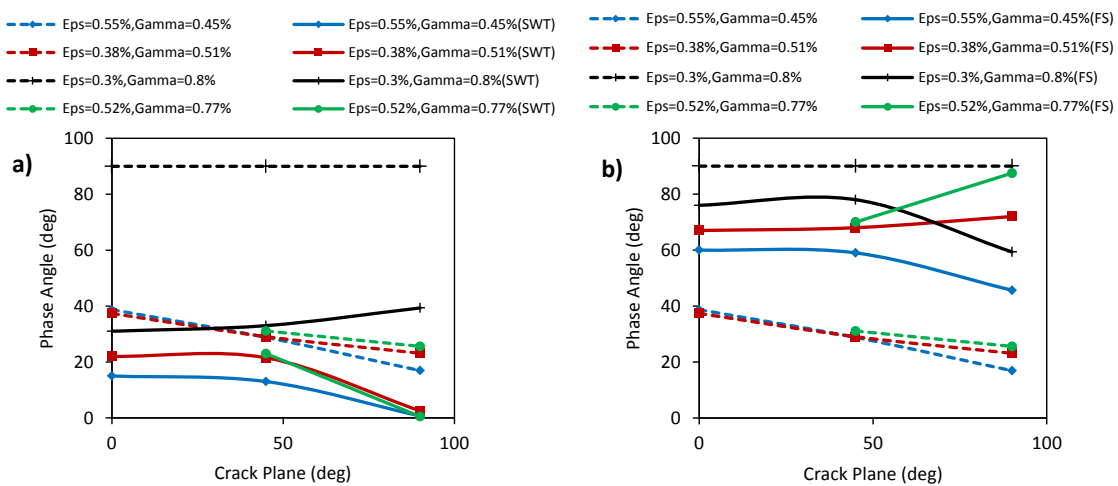 Eps=0.55%,Gamma=0.45% Eps=0.55%,Gamma=0.45%(SWT)
Eps=0.38%,Gamma=0.51% Eps=0.38%,Gamma=0.51%(SWT)
Eps=0.3%,Gamma=0.8% Eps=0.3%,Gamma=0.8%(SWT)
Eps=0.52%,Gamma=0.77% Eps=0.52%,Gamma=0.77%(SWT)
a)
Phase Angle (deg)
100
80
60
40
20
0
0 50 100
Crack Plane (deg)
Eps=0.55%,Gamma=0.45% Eps=0.55%,Gamma=0.45%(FS)
Eps=0.38%,Gamma=0.51% Eps=0.38%,Gamma=0.51%(FS)
Eps=0.3%,Gamma=0.8% Eps=0.3%,Gamma=0.8%(FS)
Eps=0.52%,Gamma=0.77% Eps=0.52%,Gamma=0.77%(FS)
b)
Phase Angle (deg)
100
80
60
40
20
0
0 50 100
Crack Plane (deg)